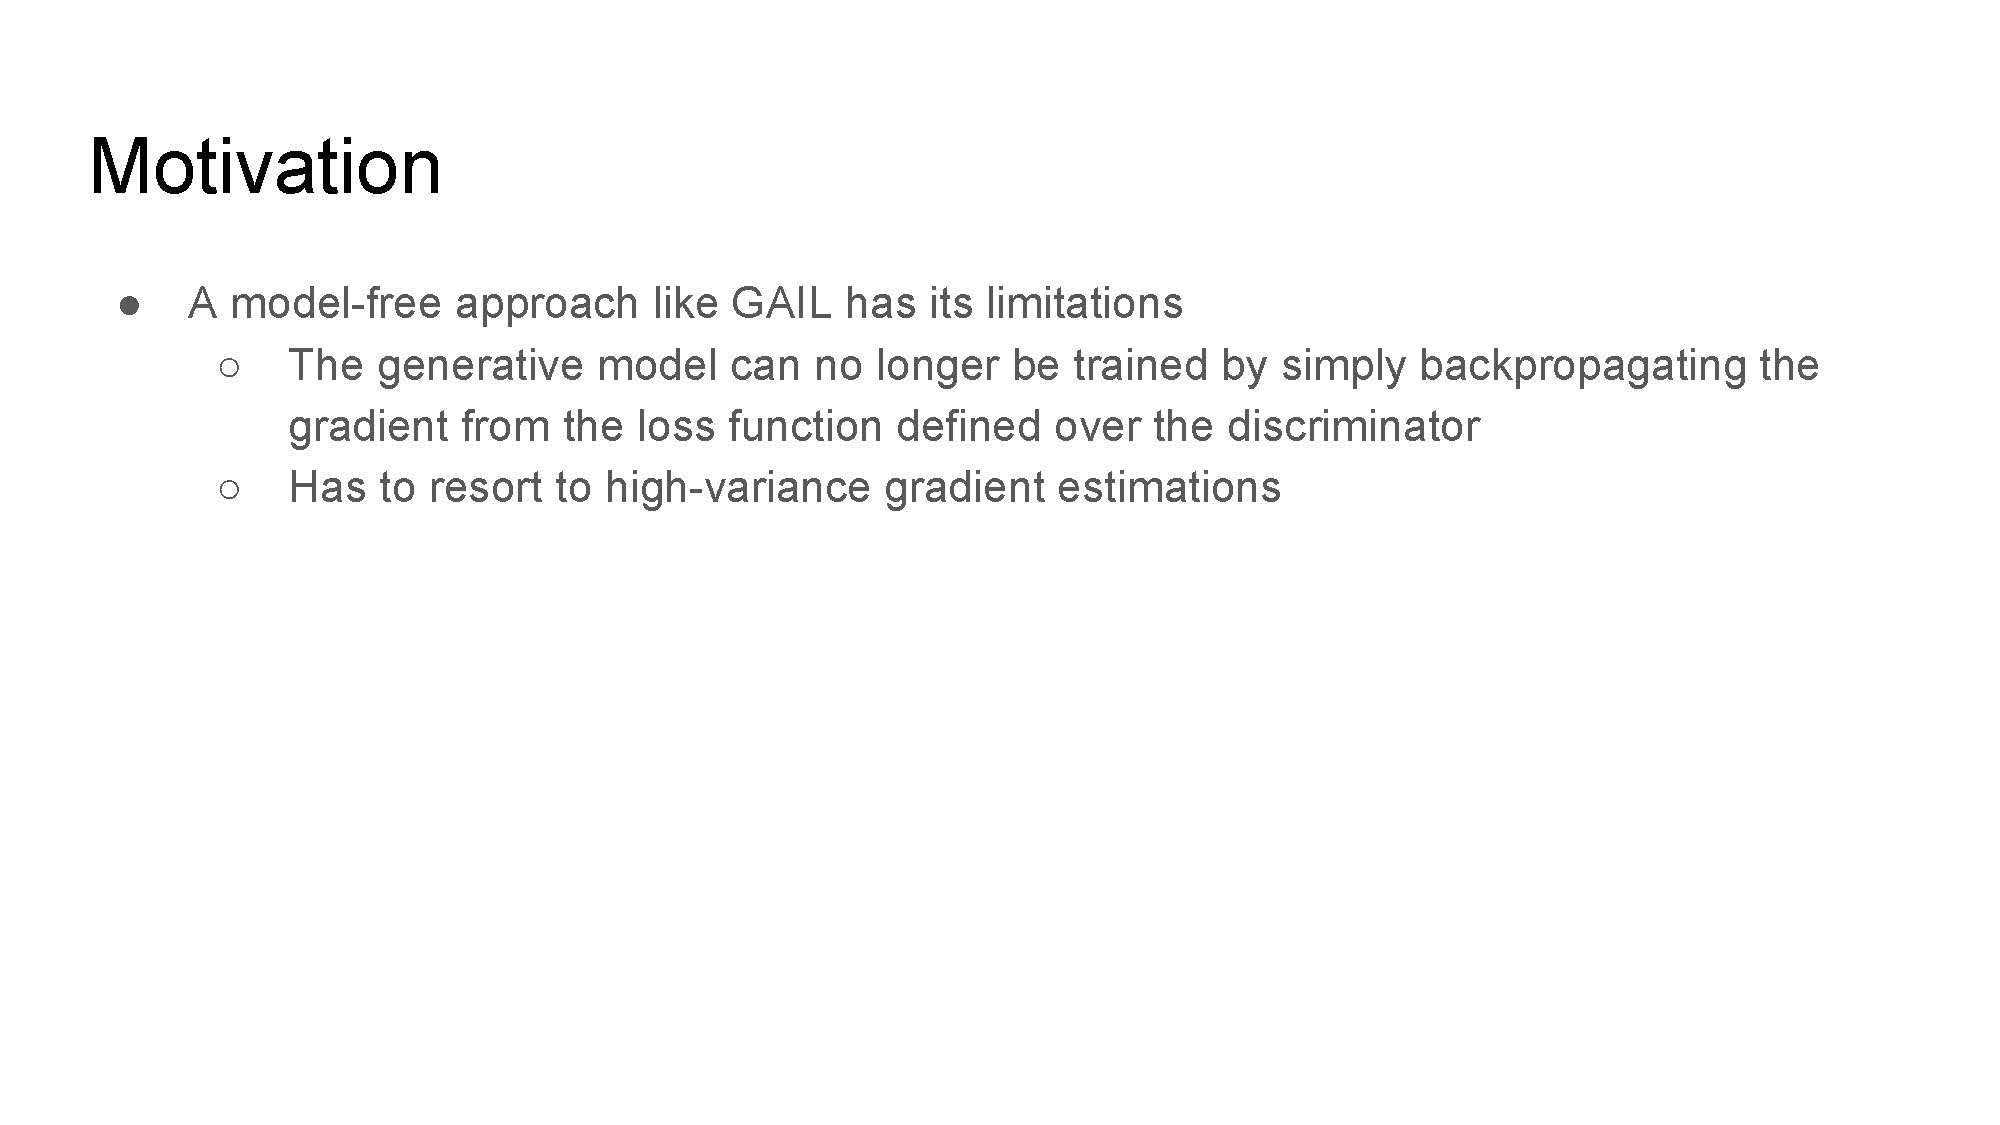 Motivation
● A model-free approach like GAIL has its limitations
○ The generative model can no longer be trained by simply backpropagating the
gradient from the loss function defined over the discriminator
○ Has to resort to high-variance gradient estimations